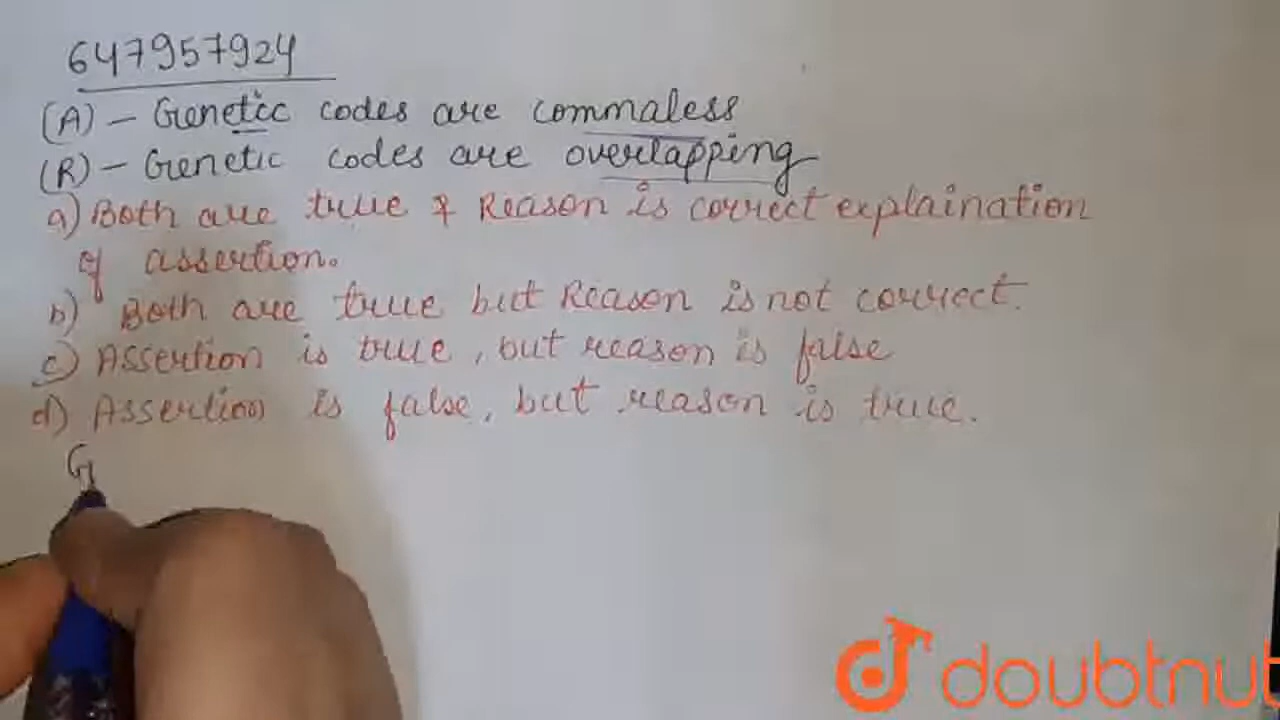 647957924
(A) - Genetic codes are commaless
(R) - Genetic codes are overlapping
a) Both are true & Reason is correct explaination
of assertion.
b) Both are true but Reason is not correct.
c) Assertion is true, but reason is false
d) Assertion is false, but reason is true.
G
doubtnut